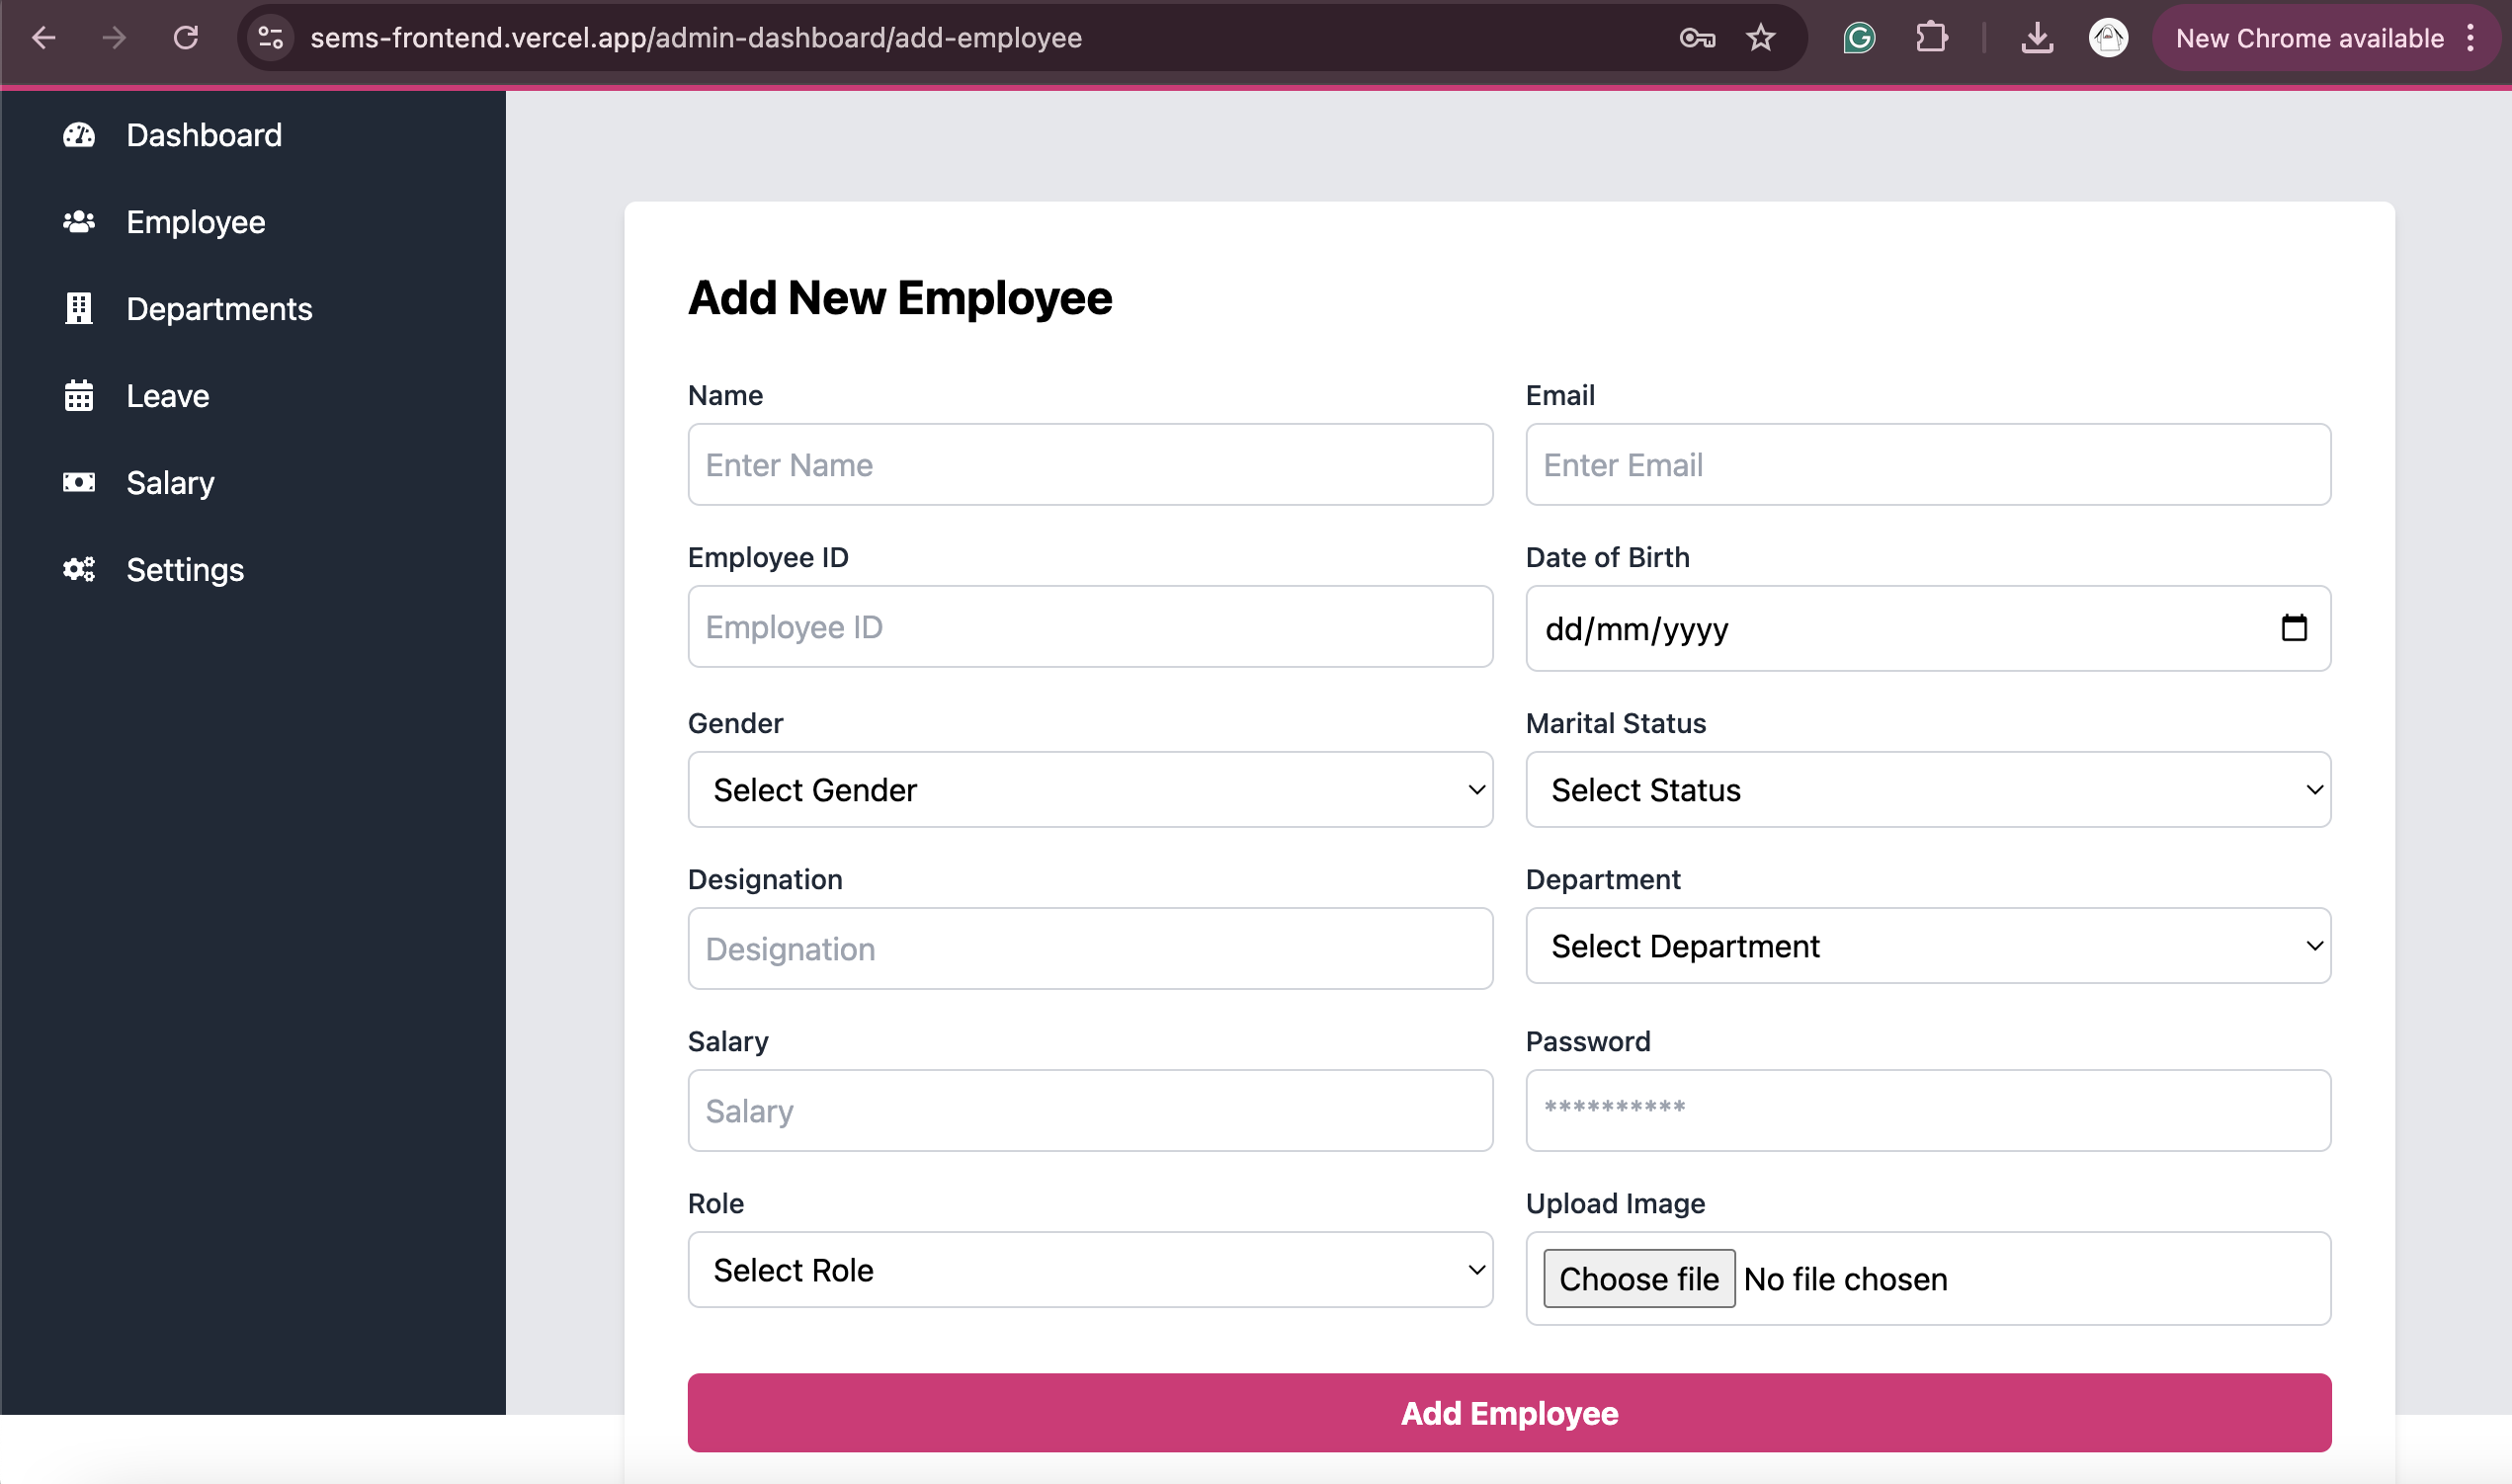 sems-frontend.vercel.app/admin-dashboard/add-employee
New Chrome available
Dashboard
Employee
Departments
Leave
Salary
Settings
Add New Employee
Name
Email
Enter Name
Enter Email
Employee ID
Date of Birth
Employee ID
dd/mm/yyyy
Gender
Marital Status
Select Gender
Select Status
Designation
Department
Designation
Select Department
Salary
Password
Salary
**********
Role
Upload Image
Select Role
Choose file No file chosen
Add Employee